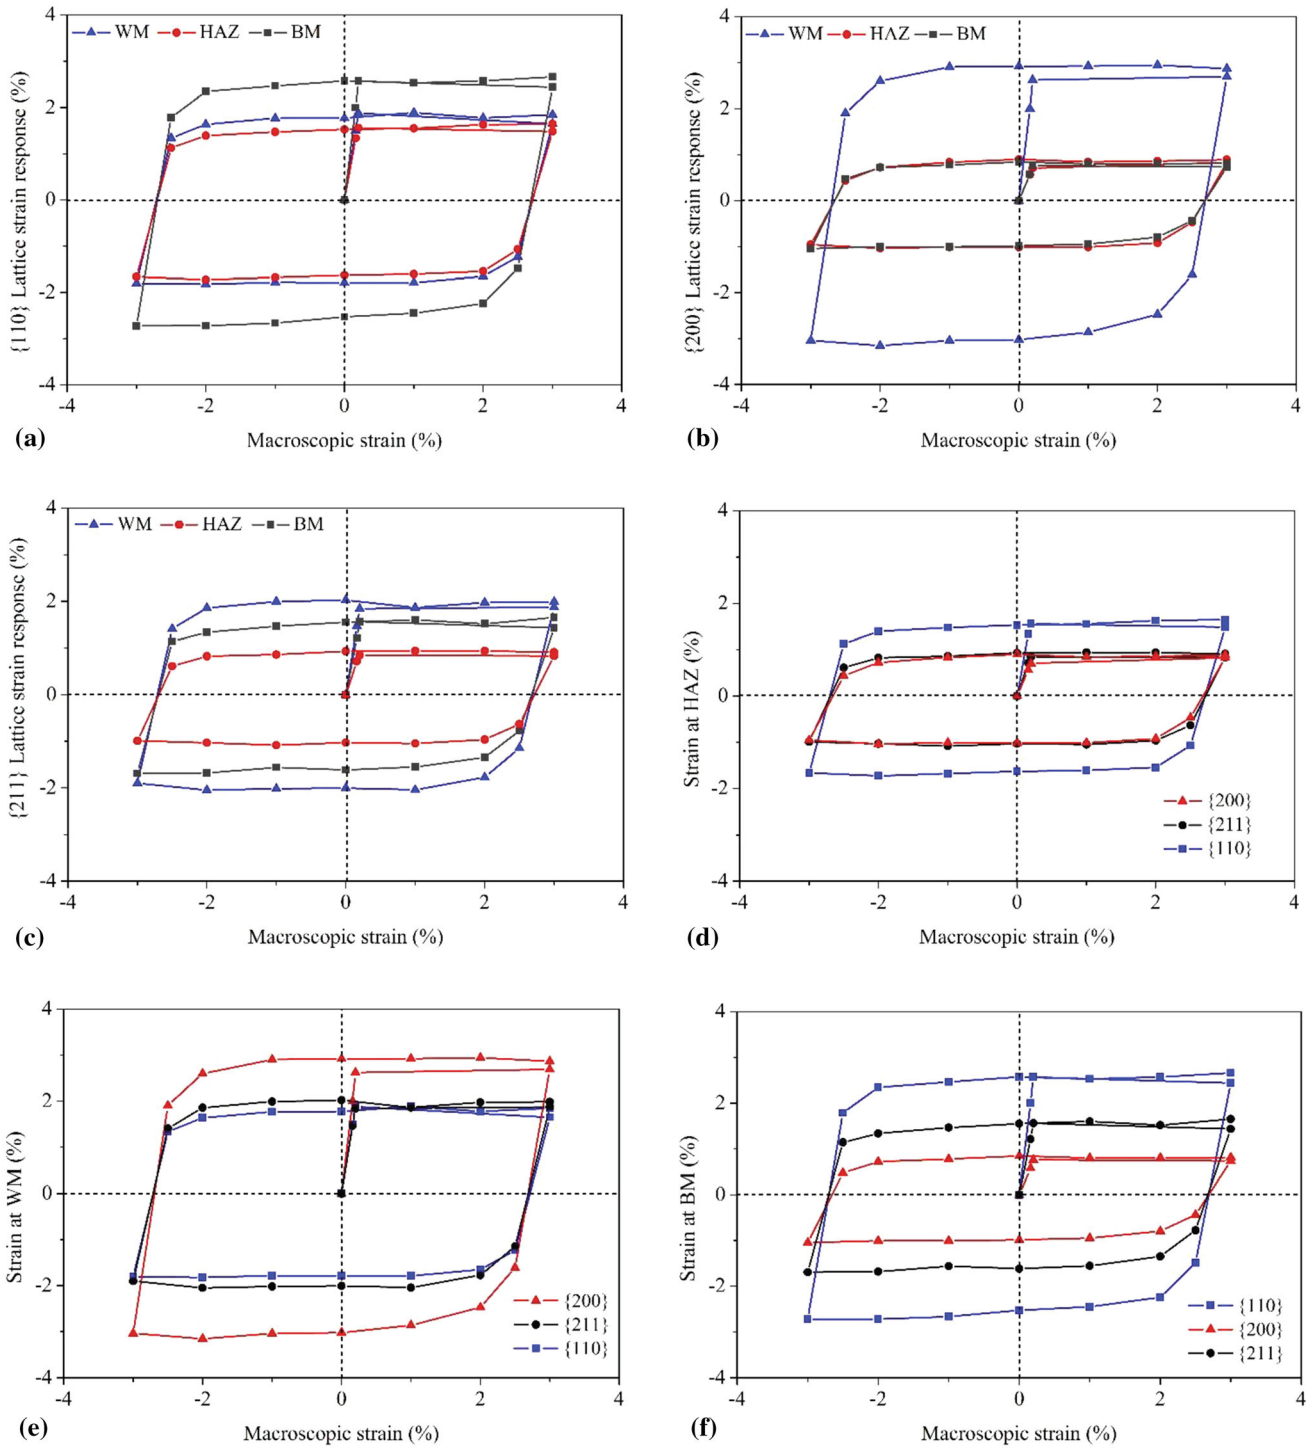 WM HAZ BM
{110} Lattice strain response (%)
4
2
0
-2
-4
-4 -2 0 2 4
(a) Macroscopic strain (%)
WM HAZ BM
{200} Lattice strain response (%)
4
2
0
-2
-4
-4 -2 0 2 4
(b) Macroscopic strain (%)
WM HAZ BM
{211} Lattice strain response (%)
4
2
0
-2
-4
-4 -2 0 2 4
(c) Macroscopic strain (%)
Strain at HAZ (%)
4
2
0
-2
-4
{200}
{211}
{110}
-4 -2 0 2 4
(d) Macroscopic strain (%)
Strain at WM (%)
4
2
0
-2
-4
{200}
{211}
{110}
-4 -2 0 2 4
(e) Macroscopic strain (%)
Strain at BM (%)
4
2
0
-2
-4
{110}
{200}
{211}
-4 -2 0 2 4
(f) Macroscopic strain (%)